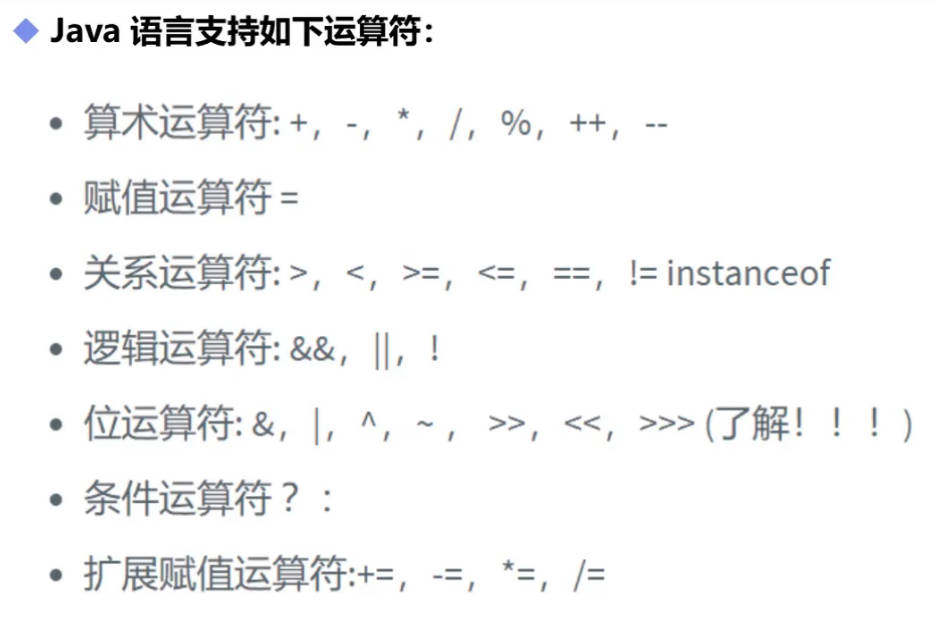 Java 语言支持如下运算符：
算术运算符: +，-，*，/，%，++，--
赋值运算符 =
关系运算符: >，<，>=，<=，==，!= instanceof
逻辑运算符: &&，||，!
位运算符: &，|，^，~ ， >>，<<，>>> (了解！！！)
条件运算符？：
扩展赋值运算符:+=，-=，*=，/=